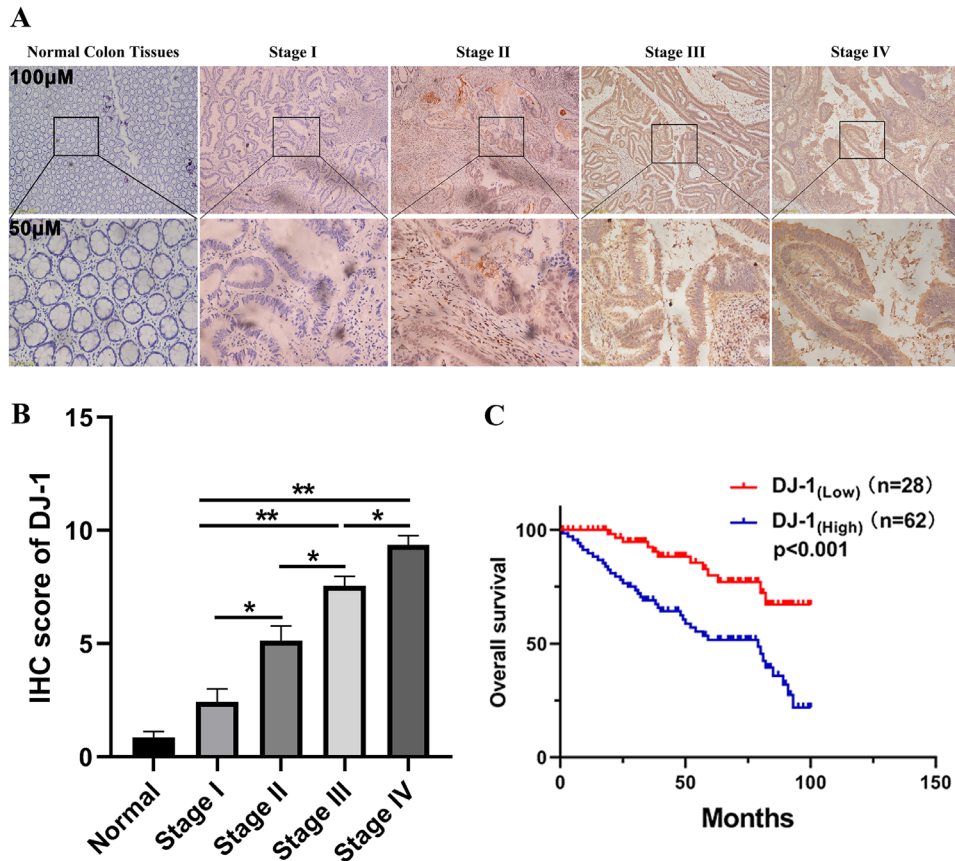 A
Normal Colon Tissues
Stage I
Stage II
Stage III
Stage IV
100μM
50μM
B
IHC score of DJ-1
15
10
5
0
**
**
*
*
*
Normal
Stage I
Stage II
Stage III
Stage IV
C
DJ-1(Low) (n=28)
DJ-1(High) (n=62)
p<0.001
Overall survival
100
50
0
0
50
100
150
Months